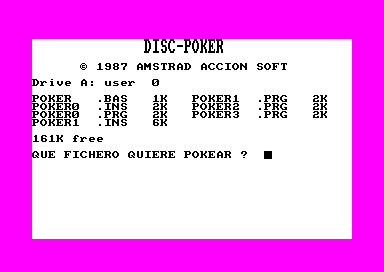 DISC-POKER
© 1987 AMSTRAD ACCION SOFT
Drive A: user 0
POKER .BAS 1K POKER1 .PRG 2K
POKER0 .INS 2K POKER2 .PRG 2K
POKER0 .PRG 2K POKER3 .PRG 2K
POKER1 .INS 6K
161K free
QUE FICHERO QUIERE POKEAR ?